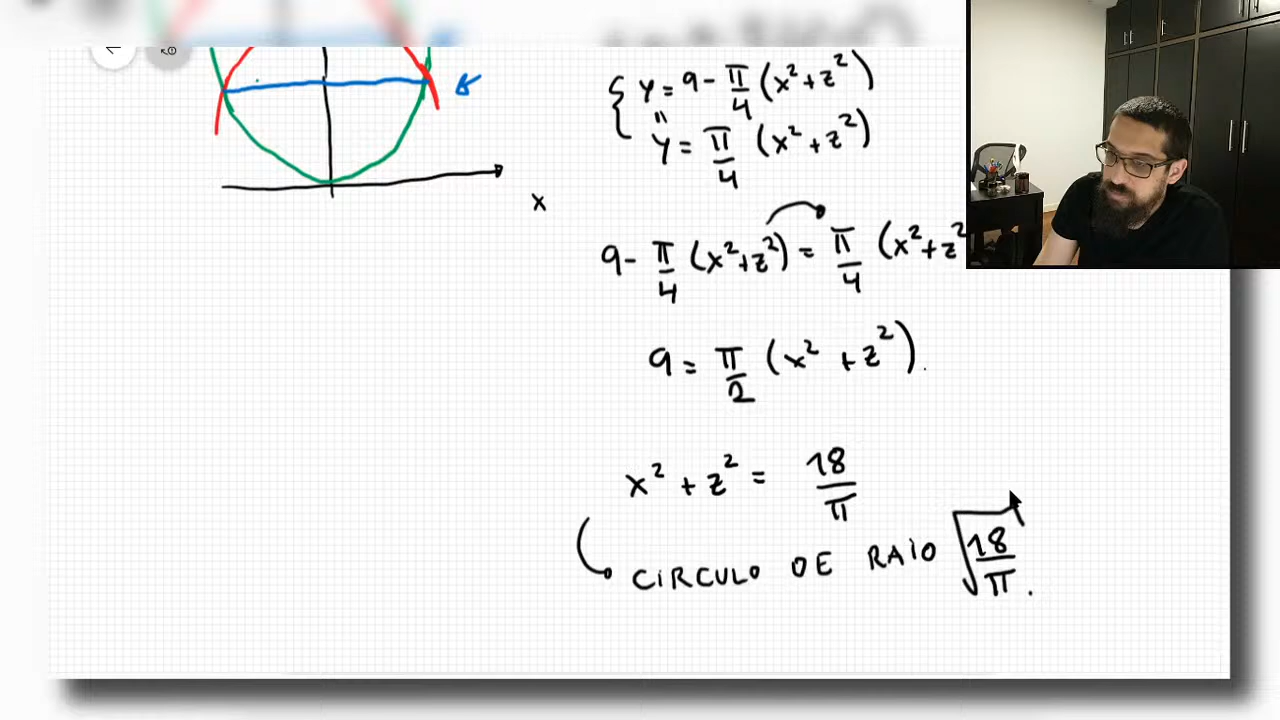 y = 9 - π/4 (x² + z²)
"
y = π/4 (x² + z²)
x
9 - π/4 (x² + z²) = π/4 (x² + z²
9 = π/2 (x² + z²).
x² + z² = 18/π
CÍRCULO DE RAIO √(18/π).